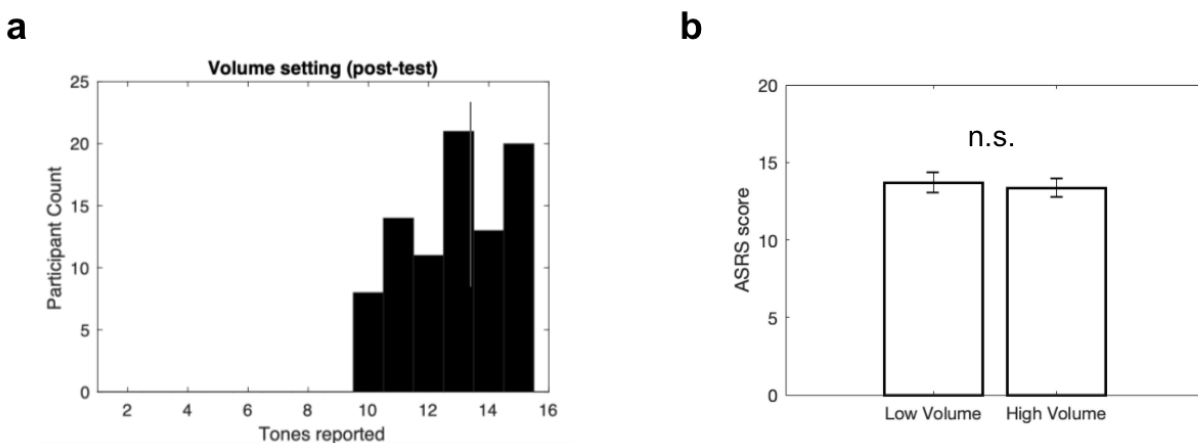 a
Volume setting (post-test)
25
20
15
10
5
0
Participant Count
2 4 6 8 10 12 14 16
Tones reported
b
20
15
10
5
0
ASRS score
n.s.
Low Volume High Volume